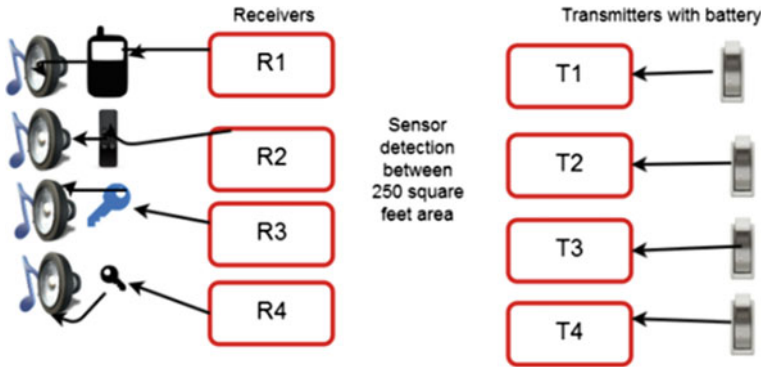 Receivers
Transmitters with battery
R1
T1
R2
Sensor
detection
between
250 square
feet area
T2
R3
T3
R4
T4